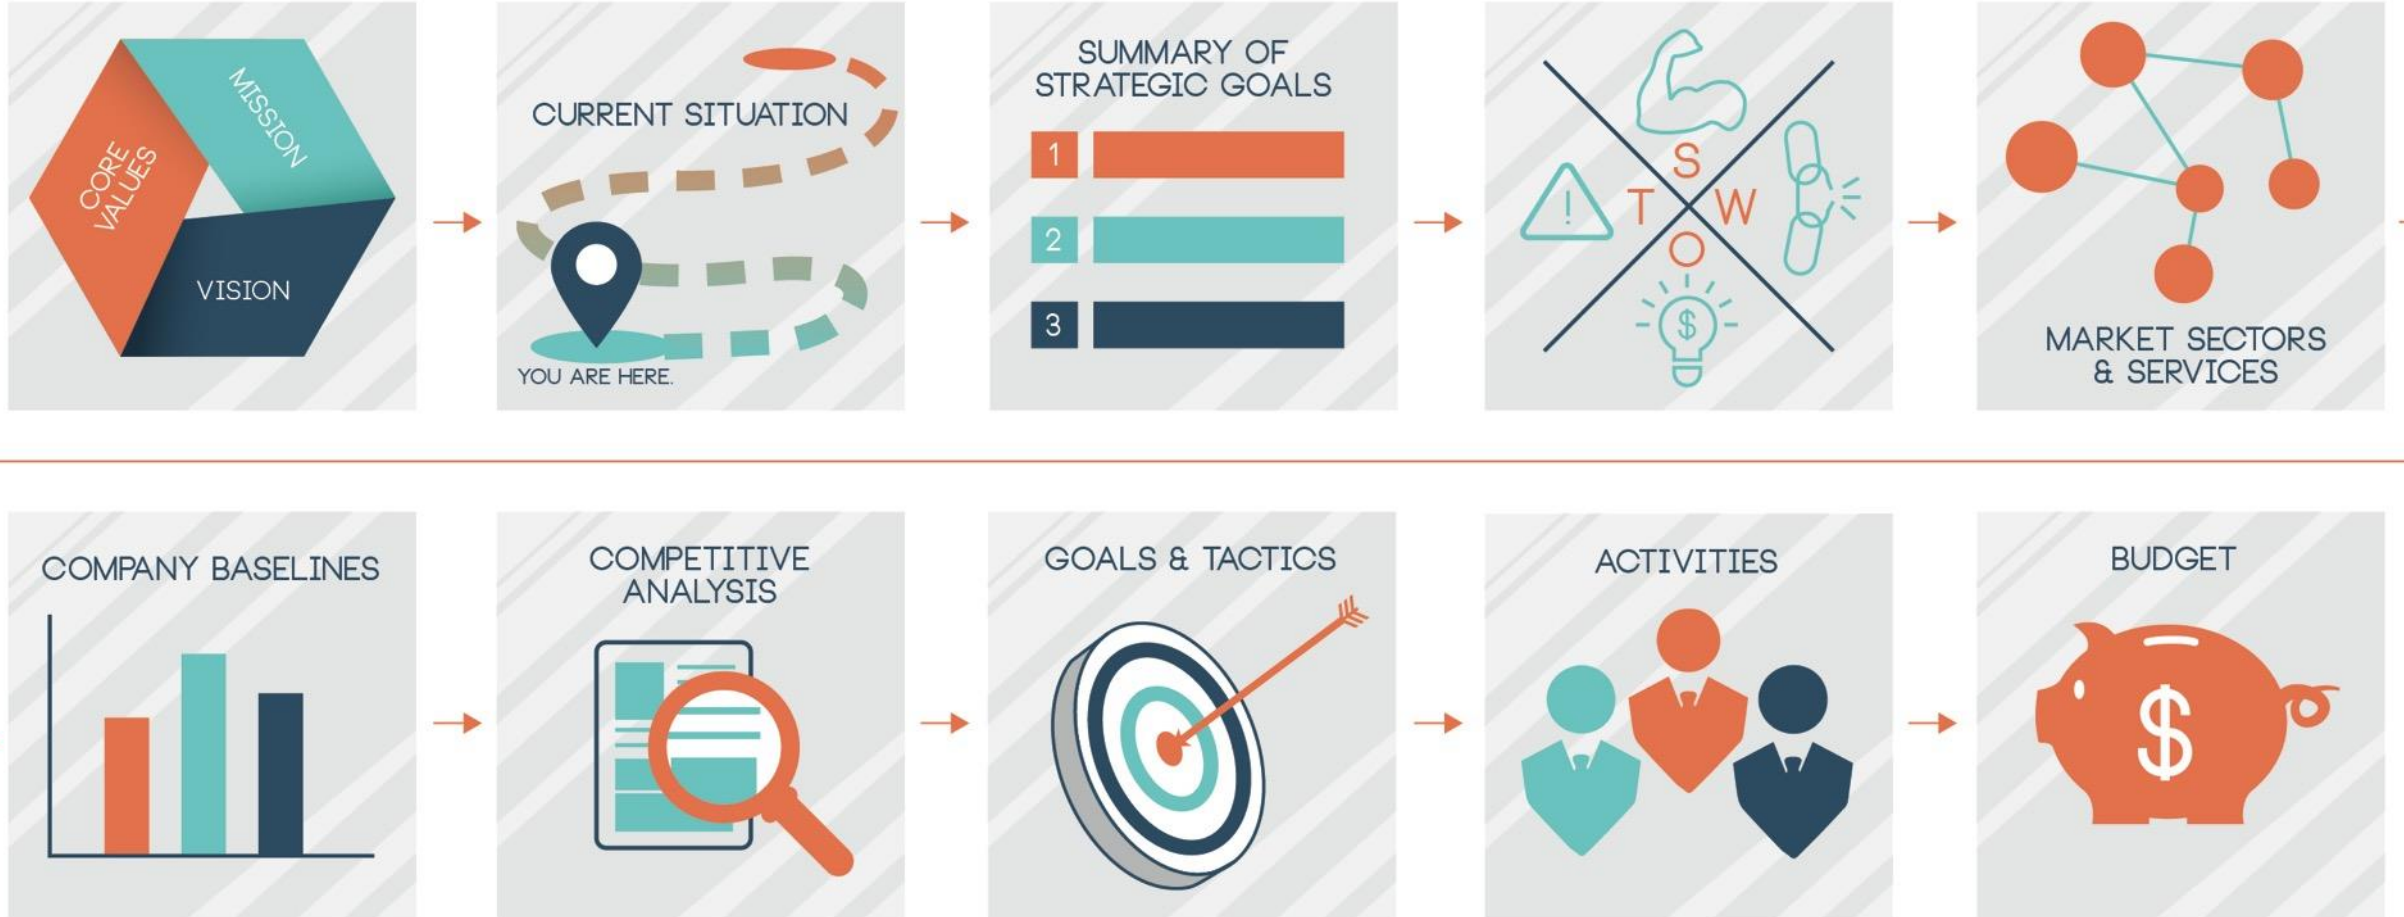 CORE
VALUES
MISSION
VISION
CURRENT SITUATION
YOU ARE HERE.
SUMMARY OF
STRATEGIC GOALS
1
2
3
S
T W
O
!
$
MARKET SECTORS
& SERVICES
COMPANY BASELINES
COMPETITIVE
ANALYSIS
GOALS & TACTICS
ACTIVITIES
BUDGET
$